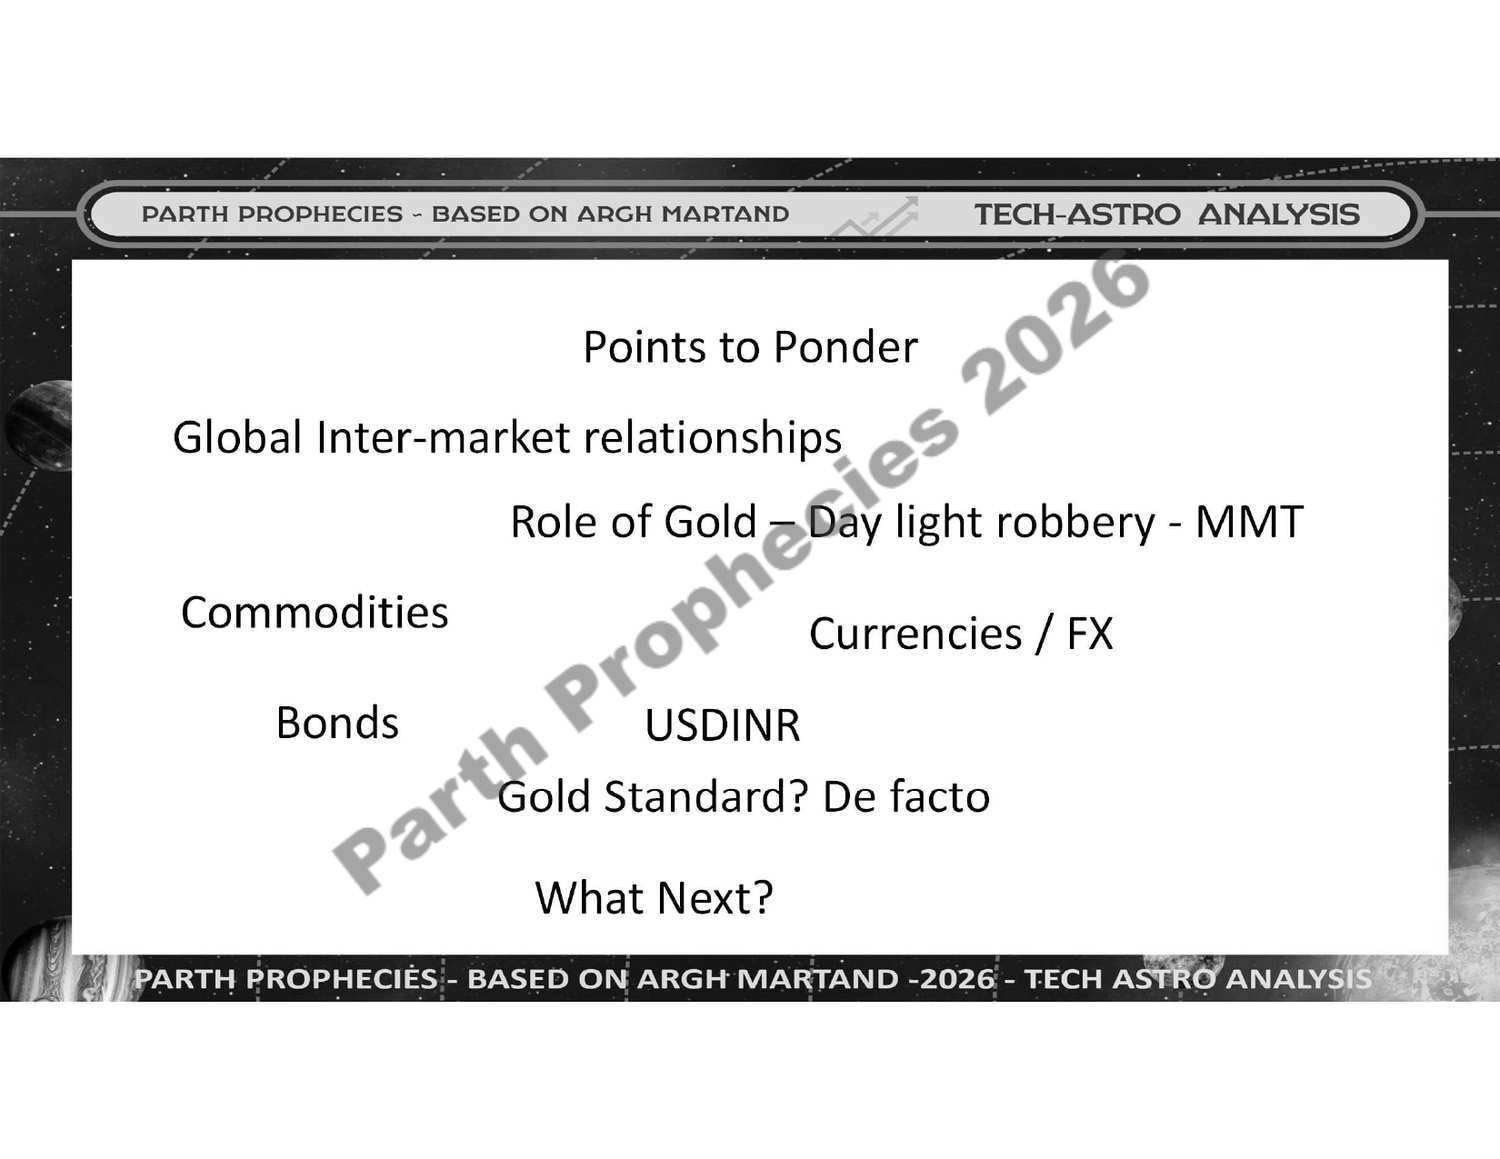 PARTH PROPHECIES ~ BASED ON ARGH MARTAND
TECH-ASTRO ANALYSIS
Points to Ponder
Global Inter-market relationships
Role of Gold – Day light robbery - MMT
Commodities
Currencies / FX
Bonds
USDINR
Gold Standard? De facto
What Next?
Parth Prophecies 2026
PARTH PROPHECIES - BASED ON ARGH MARTAND -2026 - TECH ASTRO ANALYSIS